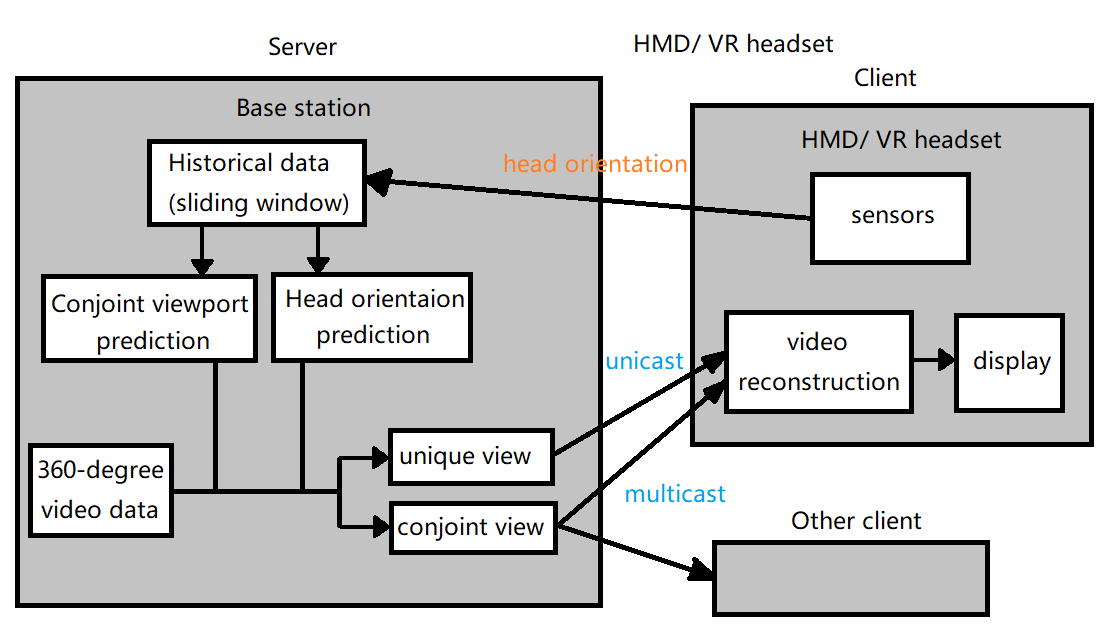 Server
HMD/ VR headset
Client
Base station
HMD/ VR headset
Historical data
(sliding window)
head orientation
sensors
Conjoint viewport
prediction
Head orientaion
prediction
unicast
video
reconstruction
display
360-degree
video data
unique view
conjoint view
multicast
Other client